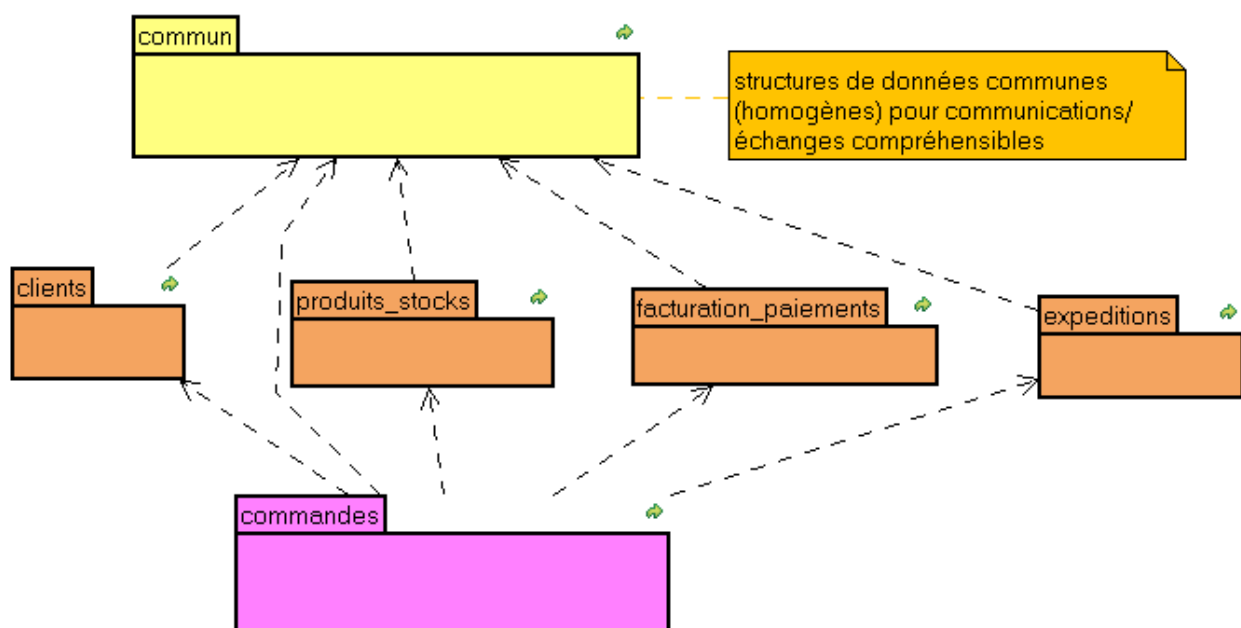 commun
structures de données communes
(homogènes) pour communications/
échanges compréhensibles
clients
produits_stocks
facturation_paiements
expeditions
commandes